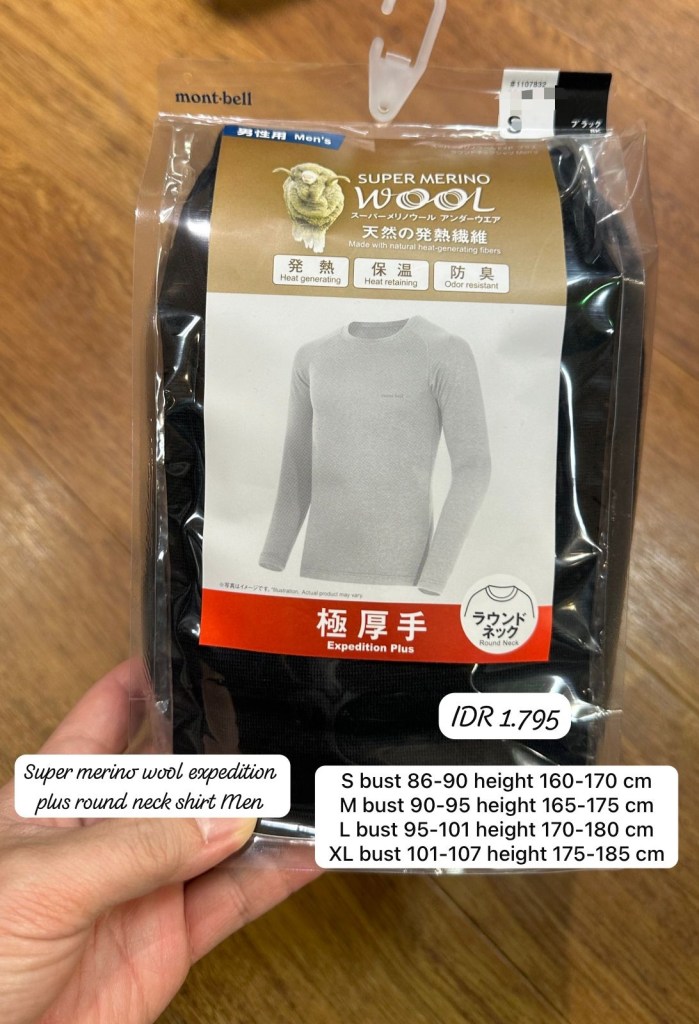 mont-bell
#1107832
S
ブラック
BK
男性用 Men's
SUPER MERINO
WOOL
スーパーメリノウール アンダーウエア
天然の発熱繊維
Made with natural heat-generating fibers
発 熱
Heat generating
保 温
Heat retaining
防 臭
Odor resistant
mont-bell
※写真はイメージです。*Illustration. Actual product may vary.
極厚手
Expedition Plus
ラウンド
ネック
Round Neck
IDR 1.795
Super merino wool expedition
plus round neck shirt Men
S bust 86-90 height 160-170 cm
M bust 90-95 height 165-175 cm
L bust 95-101 height 170-180 cm
XL bust 101-107 height 175-185 cm